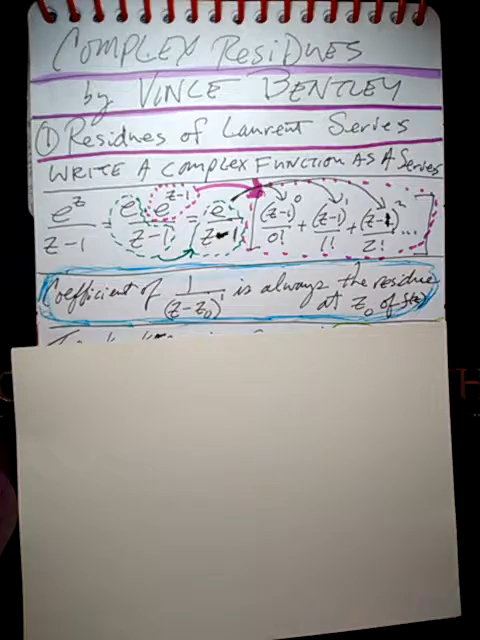 COMPLEX RESIDUES
by VINCE BENTLEY
① Residues of Laurent Series
WRITE A COMPLEX FUNCTION AS A Series
e^z/(z-1) = e e^(z-1)/(z-1) = e/(z-1) [(z-1)^0/0! + (z-1)^1/1! + (z-1)^2/2! ...]
Coefficient of 1/(z-z₀)^1 is always the residue
at z₀ of f(z)